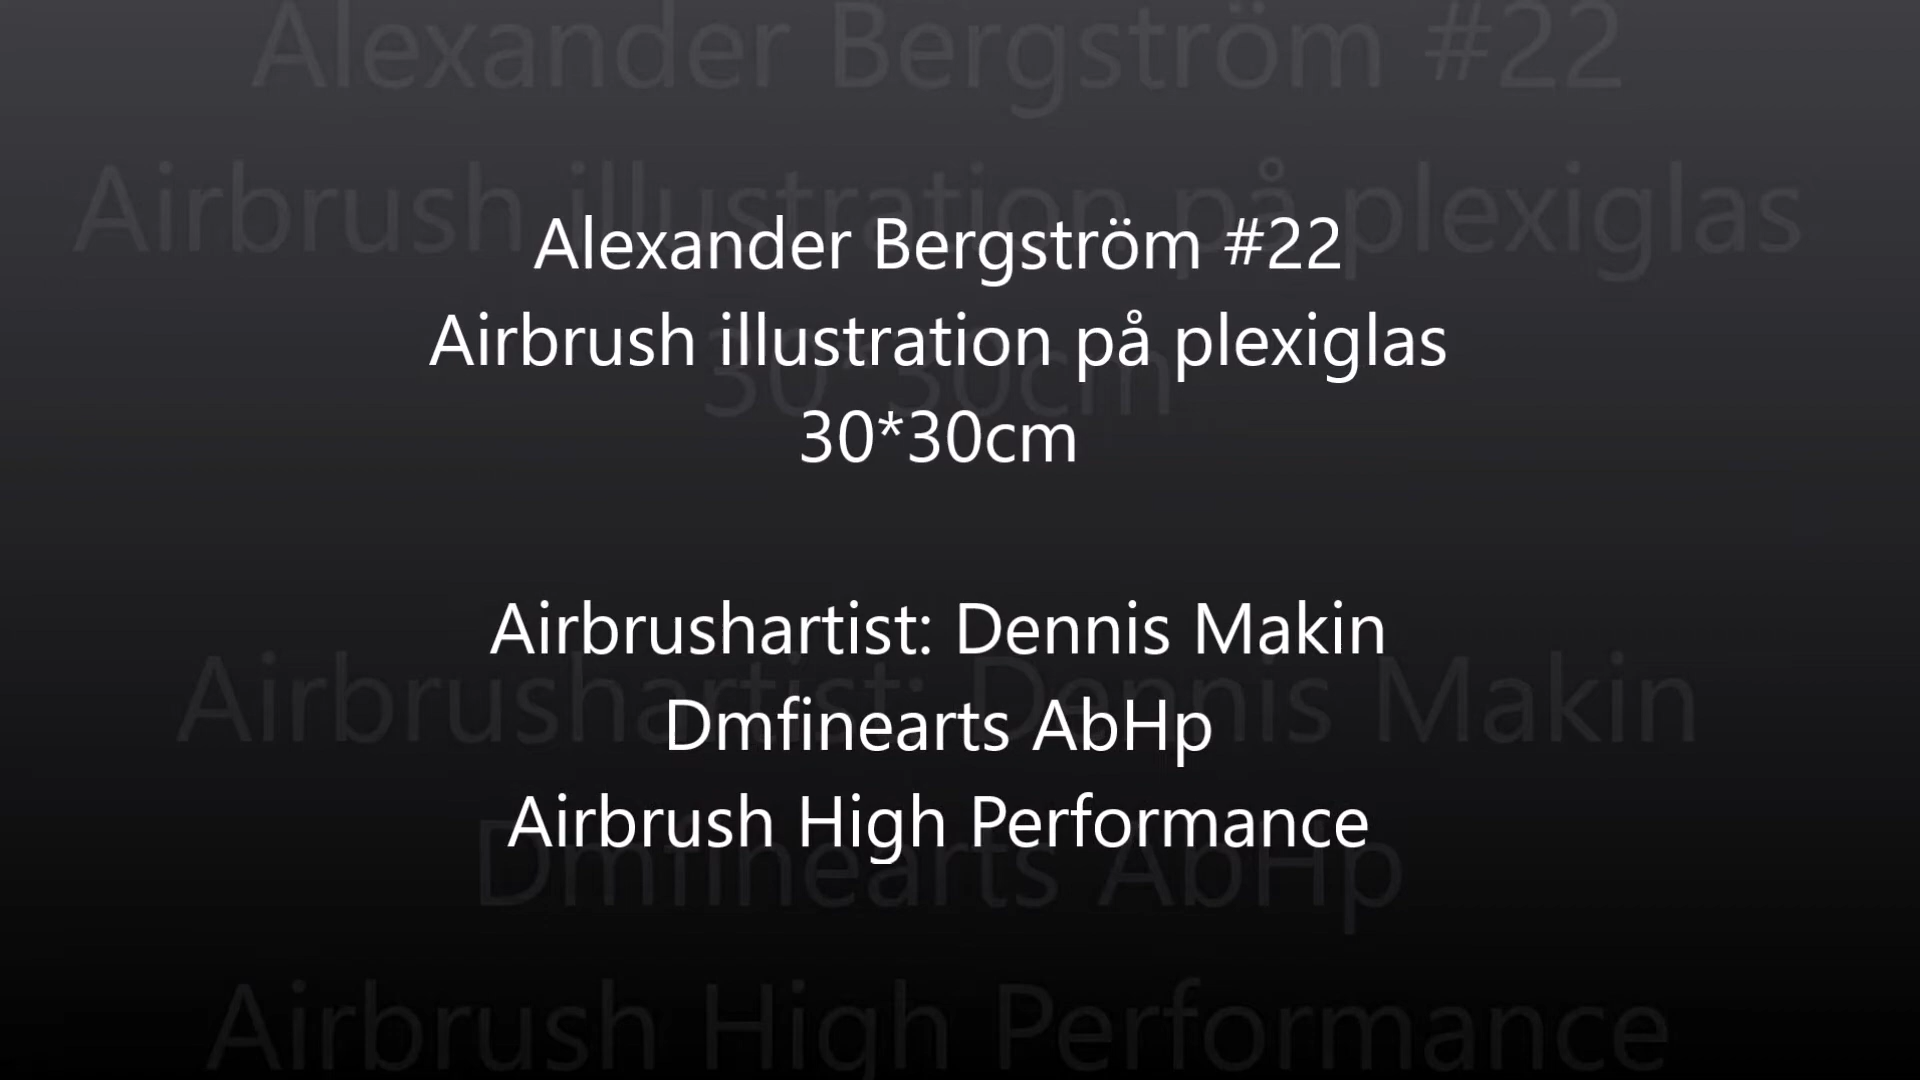 Alexander Bergström #22
Airbrush illustration på plexiglas
30*30cm
Airbrushartist: Dennis Makin
Dmfinearts AbHp
Airbrush High Performance